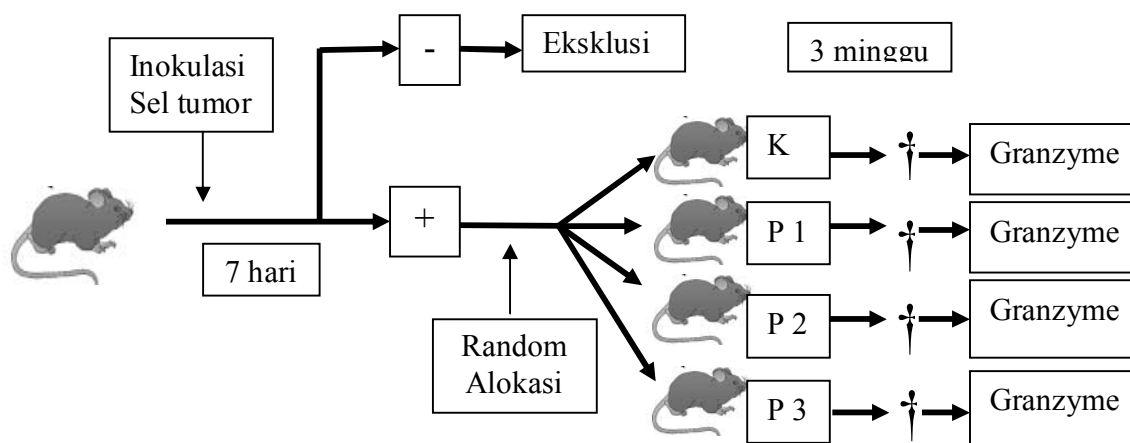 Inokulasi
Sel tumor
-
Eksklusi
3 minggu
7 hari
+
Random
Alokasi
K
†
Granzyme
P 1
†
Granzyme
P 2
†
Granzyme
P 3
†
Granzyme